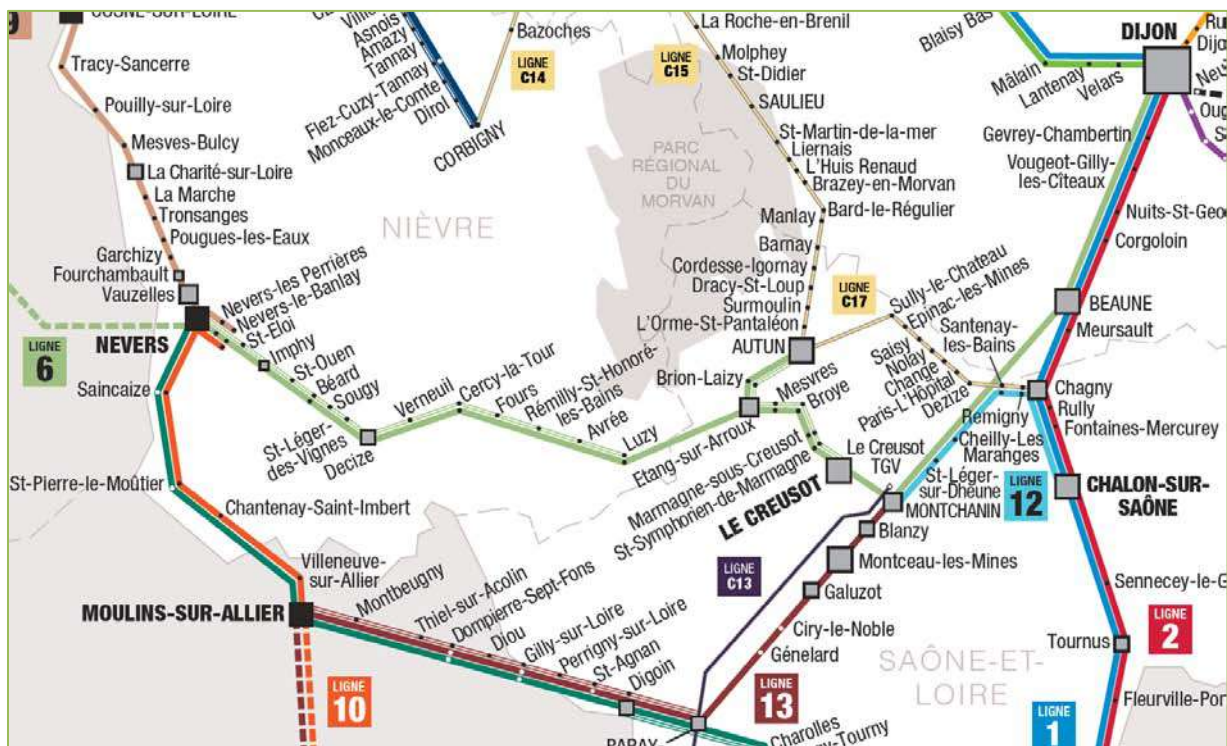 COSNE-SUR-LOIRE
Tracy-Sancerre
Pouilly-sur-Loire
Mesves-Bulcy
La Charité-sur-Loire
La Marche
Tronsanges
Pougues-les-Eaux
Garchizy
Fourchambault
Vauzelles
NEVERS
Nevers-les Perrières
Nevers-le-Banlay
St-Eloi
Imphy
St-Ouen
Béard
Sougy
St-Léger-
des-Vignes
Decize
Verneuil
Cercy-la-Tour
Fours
Rémilly-St-Honoré-
les-Bains
Avrée
Luzy
Etang-sur-Arroux
LIGNE
6
Saincaize
St-Pierre-le-Moûtier
Chantenay-Saint-Imbert
Villeneuve-
sur-Allier
MOULINS-SUR-ALLIER
LIGNE
10
Montbeugny
Thiel-sur-Acolin
Dompierre-Sept-Fons
Diou
Gilly-sur-Loire
Perrigny-sur-Loire
St-Agnan
Digoin
Asnois
Amazy
Tannay
Flez-Cuzy-Tannay
Monceaux-le-Comte
Dirol
CORBIGNY
Bazoches
LIGNE
C14
NIÈVRE
PARC
RÉGIONAL
DU
MORVAN
LIGNE
C15
La Roche-en-Brenil
Molphey
St-Didier
SAULIEU
St-Martin-de-la-mer
Liernais
L'Huis Renaud
Brazey-en-Morvan
Bard-le-Régulier
Manlay
Barnay
Cordesse-Igornay
Dracy-St-Loup
Surmoulin
L'Orme-St-Pantaléon
AUTUN
LIGNE
C17
Sully-le-Chateau
Epinac-les-Mines
Saisy
Nolay
Change
Paris-L'Hôpital
Dezize
Santenay-
les-Bains
Brion-Laizy
Mesvres
Broye
Marmagne-sous-Creusot
St-Symphorien-de-Marmagne
LE CREUSOT
Le Creusot
TGV
Remigny
Cheilly-Les
Maranges
St-Léger-
sur-Dheune
MONTCHANIN
LIGNE
12
Blanzy
Montceau-les-Mines
LIGNE
C13
Galuzot
Ciry-le-Noble
Génelard
LIGNE
13
Charolles
SAÔNE-ET-
LOIRE
Blaisy Bas
Mâlain
Lantenay
Velars
DIJON
Gevrey-Chambertin
Vougeot-Gilly-
les-Cîteaux
Corgoloin
BEAUNE
Meursault
Chagny
Rully
Fontaines-Mercurey
CHALON-SUR-
SAÔNE
Tournus
LIGNE
2
LIGNE
1